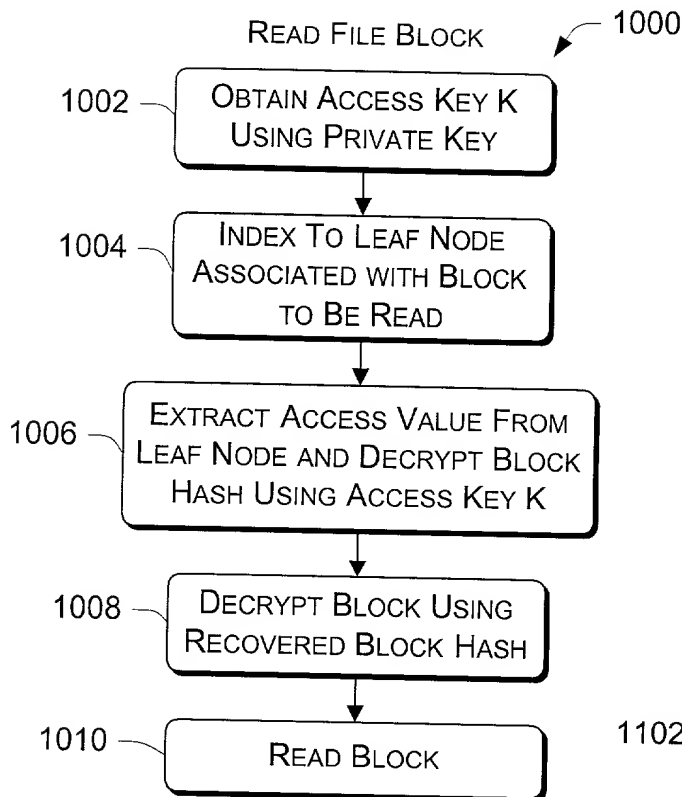 1000
READ FILE BLOCK
1002
OBTAIN ACCESS KEY K
USING PRIVATE KEY
1004
INDEX TO LEAF NODE
ASSOCIATED WITH BLOCK
TO BE READ
1006
EXTRACT ACCESS VALUE FROM
LEAF NODE AND DECRYPT BLOCK
HASH USING ACCESS KEY K
1008
DECRYPT BLOCK USING
RECOVERED BLOCK HASH
1010
READ BLOCK
1102